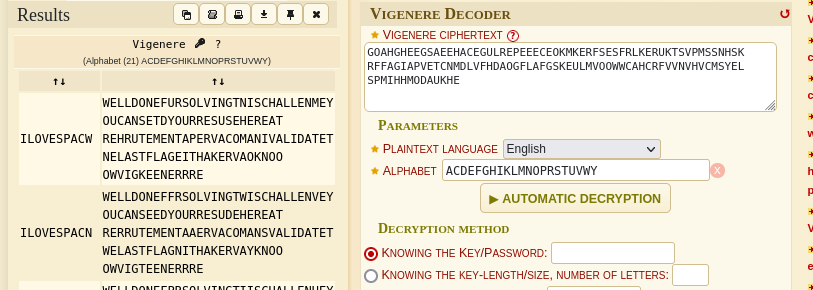 Results
Vigenere ?
(Alphabet (21) ACDEFGHIKLMNOPRSTUVWY)
↑↓ ↑↓
ILOVESPACW
WELLDONEFURSOLVINGTNISCHALLENMEY
OUCANSETDYOURRESUSEHEREAT
REHRUTEMENTAPERVACOMANIVALIDATET
NELASTFLAGEITHAKERVAOKNOO
OWVIGKEENERRRE
ILOVESPACN
WELLDONEFFRSOLVINGTWISCHALLENVEY
OUCANSEEDYOURRESUDEHEREAT
RERRUTEMENTAAERVACOMANSVALIDATET
WELASTFLAGNITHAKERVAYKNOO
OWVIGTEENERRRE
VIGENERE DECODER
VIGENERE CIPHERTEXT ?
GOAHGHEEGSAEEHACEGULREPEEECEOKMKERFSESFRLKERUKTSVPMSSNHSK
RFFAGIAPVETCNMDLVFHDAOGFLAFGSKEULMVOOWWCAHCRFVVNVHVCMSYEL
SPMIHHMODAUKHE
PARAMETERS
PLAINTEXT LANGUAGE English
ALPHABET ACDEFGHIKLMNOPRSTUVWY
▶ AUTOMATIC DECRYPTION
DECRYPTION METHOD
KNOWING THE KEY/PASSWORD:
KNOWING THE KEY-LENGTH/SIZE, NUMBER OF LETTERS: